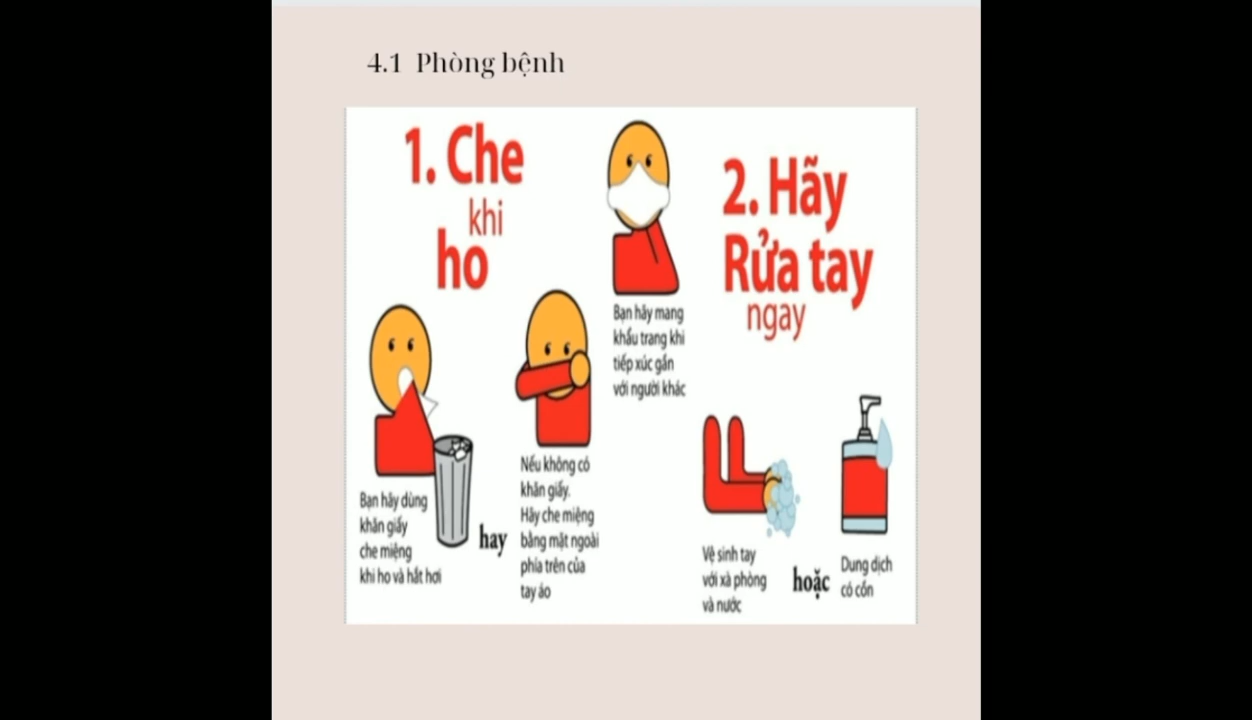 4.1 Phòng bệnh
1. Che
khi
ho
Bạn hãy dùng
khăn giấy
che miệng
khi ho và hắt hơi
hay
Nếu không có
khăn giấy.
Hãy che miệng
bằng mặt ngoài
phía trên của
tay áo
Bạn hãy mang
khẩu trang khi
tiếp xúc gần
với người khác
2. Hãy
Rửa tay
ngay
Vệ sinh tay
với xà phòng
và nước
hoặc
Dung dịch
có cồn